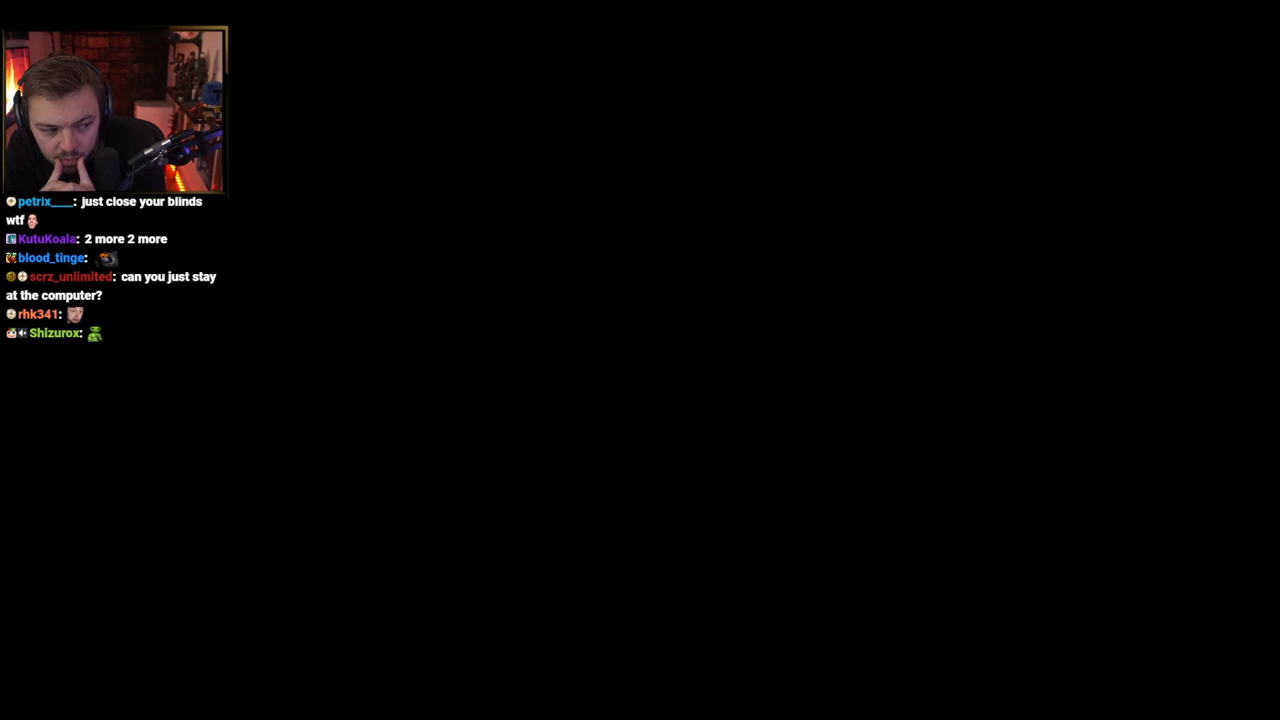 petrix____: just close your blinds
wtf
KutuKoala: 2 more 2 more
blood_tinge:
scrz_unlimited: can you just stay
at the computer?
rhk341:
Shizurox: